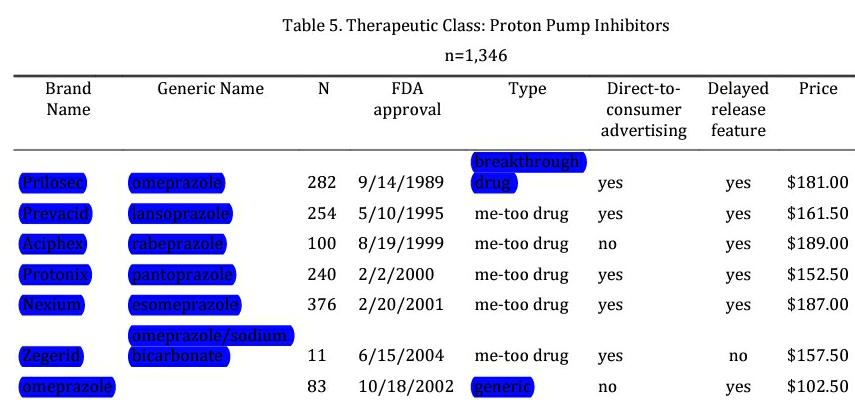 Table 5. Therapeutic Class: Proton Pump Inhibitors
n=1,346
Brand Name Generic Name N FDA approval Type Direct-to-consumer advertising Delayed release feature Price
Prilosec omeprazole 282 9/14/1989 breakthrough drug yes yes $181.00
Prevacid lansoprazole 254 5/10/1995 me-too drug yes yes $161.50
Aciphex rabeprazole 100 8/19/1999 me-too drug no yes $189.00
Protonix pantoprazole 240 2/2/2000 me-too drug yes yes $152.50
Nexium esomeprazole 376 2/20/2001 me-too drug yes yes $187.00
Zegerid omeprazole/sodium bicarbonate 11 6/15/2004 me-too drug yes no $157.50
omeprazole 83 10/18/2002 generic no yes $102.50